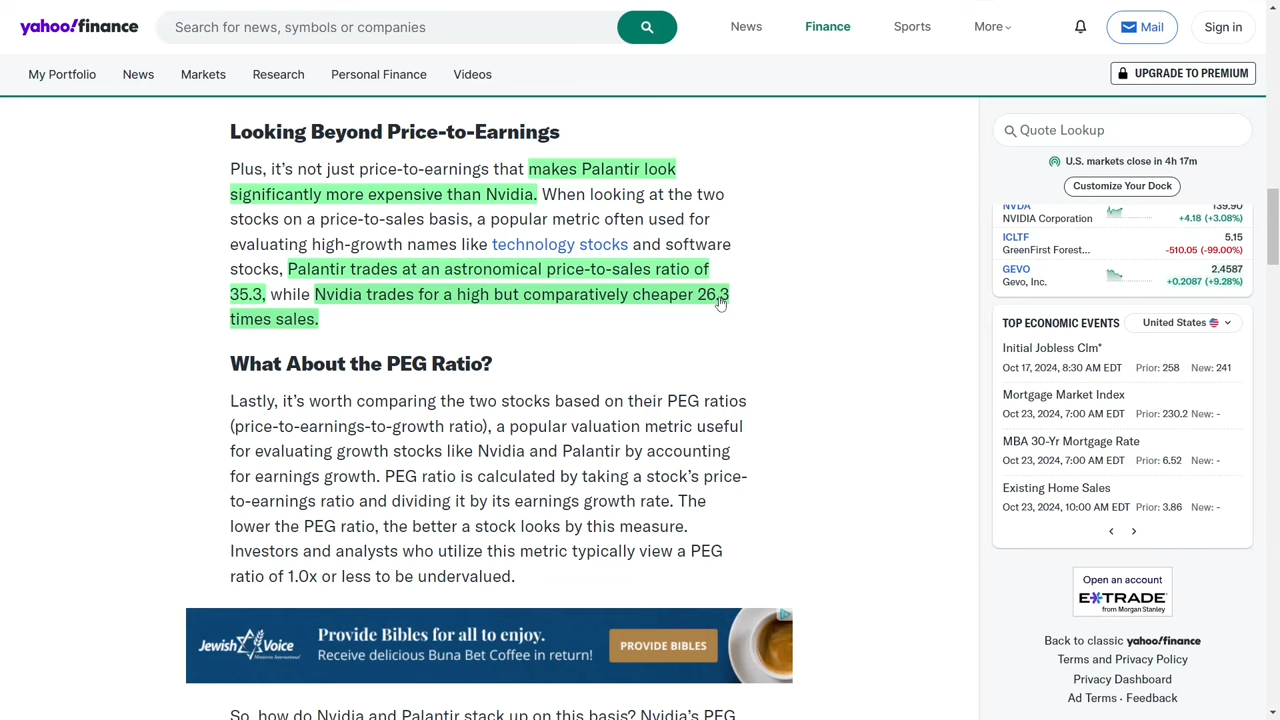 yahoo!finance
Search for news, symbols or companies
News
Finance
Sports
More
Mail
Sign in
My Portfolio
News
Markets
Research
Personal Finance
Videos
UPGRADE TO PREMIUM
Looking Beyond Price-to-Earnings
Plus, it's not just price-to-earnings that makes Palantir look
significantly more expensive than Nvidia. When looking at the two
stocks on a price-to-sales basis, a popular metric often used for
evaluating high-growth names like technology stocks and software
stocks, Palantir trades at an astronomical price-to-sales ratio of
35.3, while Nvidia trades for a high but comparatively cheaper 26.3
times sales.
What About the PEG Ratio?
Lastly, it's worth comparing the two stocks based on their PEG ratios
(price-to-earnings-to-growth ratio), a popular valuation metric useful
for evaluating growth stocks like Nvidia and Palantir by accounting
for earnings growth. PEG ratio is calculated by taking a stock's price-
to-earnings ratio and dividing it by its earnings growth rate. The
lower the PEG ratio, the better a stock looks by this measure.
Investors and analysts who utilize this metric typically view a PEG
ratio of 1.0x or less to be undervalued.
Jewish Voice
Ministries International
Provide Bibles for all to enjoy.
Receive delicious Buna Bet Coffee in return!
PROVIDE BIBLES
So, how do Nvidia and Palantir stack up on this basis? Nvidia's PEG
Quote Lookup
U.S. markets close in 4h 17m
Customize Your Dock
NVDA 139.90
NVIDIA Corporation +4.18 (+3.08%)
ICLTF 5.15
GreenFirst Forest... -510.05 (-99.00%)
GEVO 2.4587
Gevo, Inc. +0.2087 (+9.28%)
TOP ECONOMIC EVENTS United States
Initial Jobless Clm*
Oct 17, 2024, 8:30 AM EDT Prior: 258 New: 241
Mortgage Market Index
Oct 23, 2024, 7:00 AM EDT Prior: 230.2 New: -
MBA 30-Yr Mortgage Rate
Oct 23, 2024, 7:00 AM EDT Prior: 6.52 New: -
Existing Home Sales
Oct 23, 2024, 10:00 AM EDT Prior: 3.86 New: -
Open an account
E*TRADE
from Morgan Stanley
Back to classic yahoo!finance
Terms and Privacy Policy
Privacy Dashboard
Ad Terms · Feedback